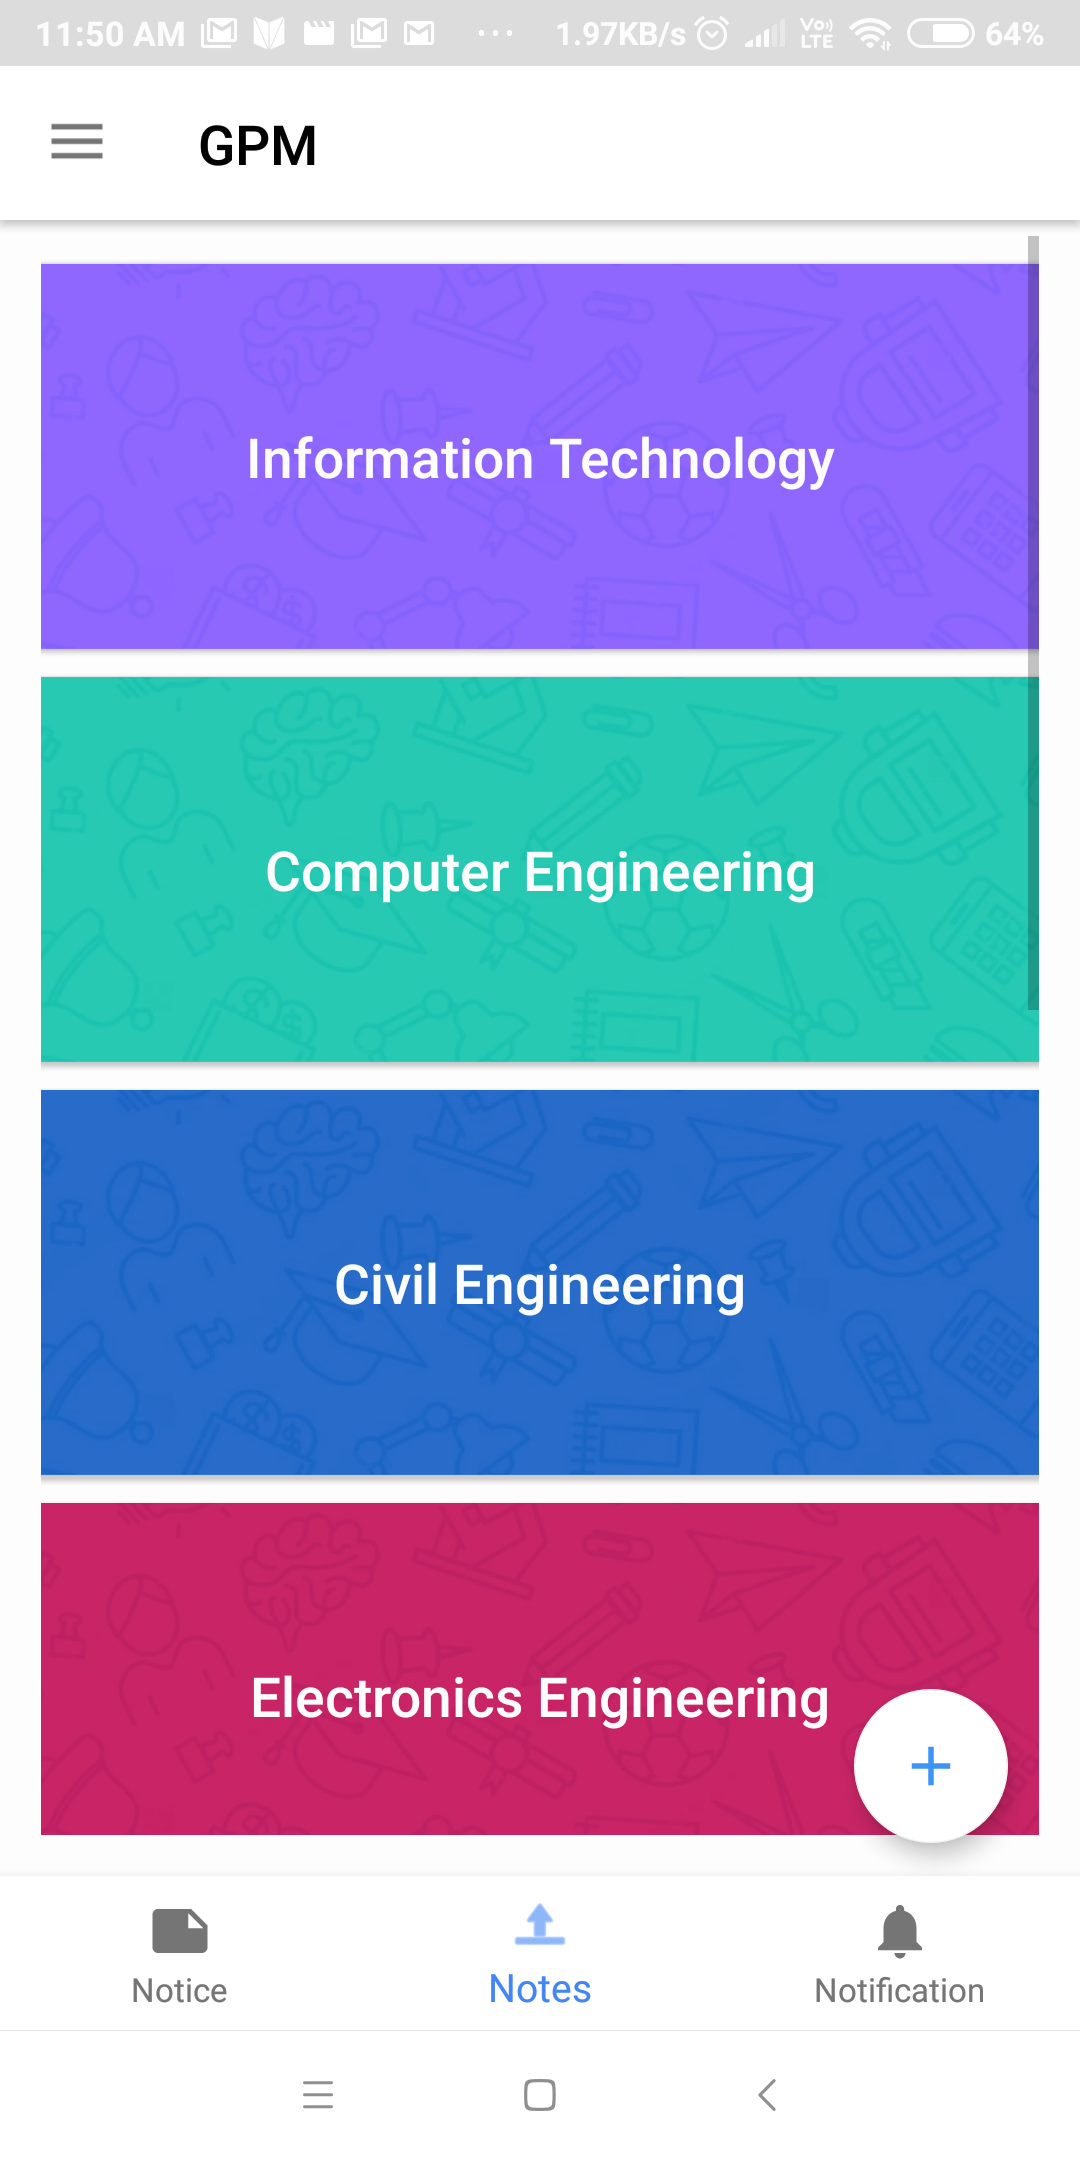 11:50 AM ... 1.97KB/s Vo) LTE 64%
GPM
Information Technology
Computer Engineering
Civil Engineering
Electronics Engineering
+
Notice Notes Notification